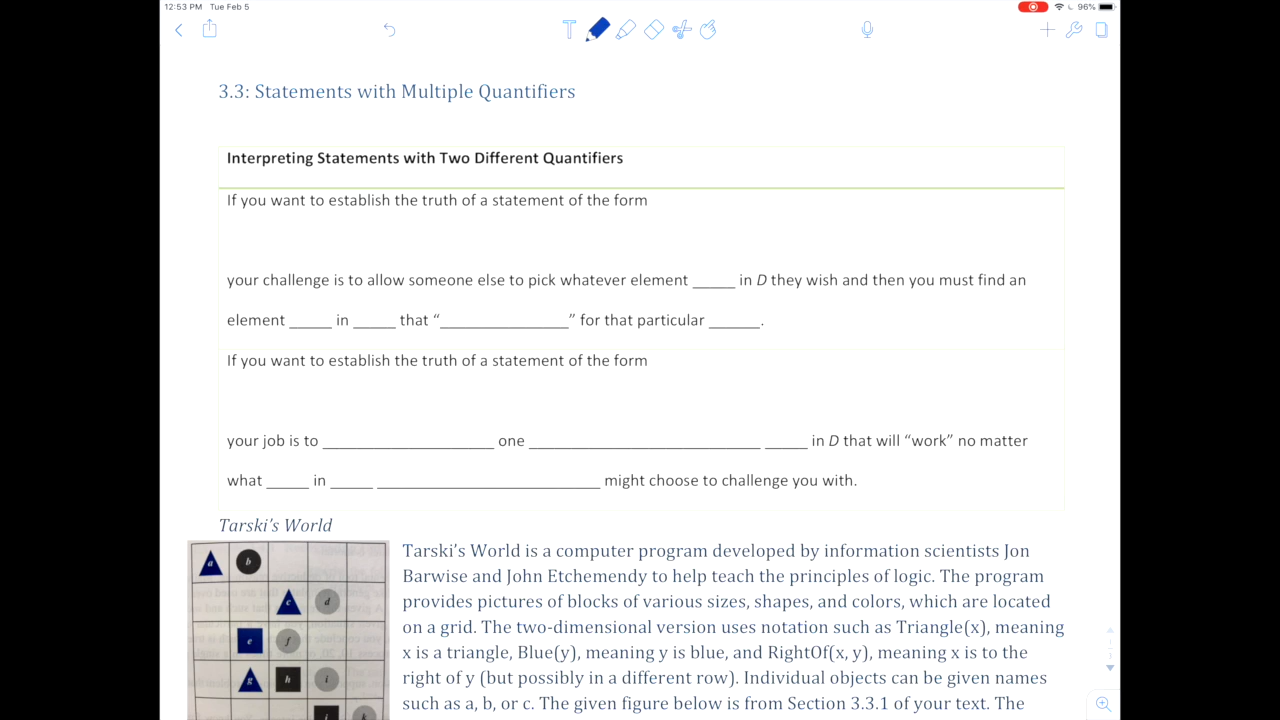 12:53 PM Tue Feb 5
96%
T
3.3: Statements with Multiple Quantifiers
Interpreting Statements with Two Different Quantifiers
If you want to establish the truth of a statement of the form
your challenge is to allow someone else to pick whatever element _____ in D they wish and then you must find an
element _____ in _____ that “_______________” for that particular ______.
If you want to establish the truth of a statement of the form
your job is to ____________________ one ___________________________ _____ in D that will “work” no matter
what _____ in _____ __________________________ might choose to challenge you with.
Tarski’s World
a b
c d
e f
g h i
j k
Tarski’s World is a computer program developed by information scientists Jon
Barwise and John Etchemendy to help teach the principles of logic. The program
provides pictures of blocks of various sizes, shapes, and colors, which are located
on a grid. The two-dimensional version uses notation such as Triangle(x), meaning
x is a triangle, Blue(y), meaning y is blue, and RightOf(x, y), meaning x is to the
right of y (but possibly in a different row). Individual objects can be given names
such as a, b, or c. The given figure below is from Section 3.3.1 of your text. The